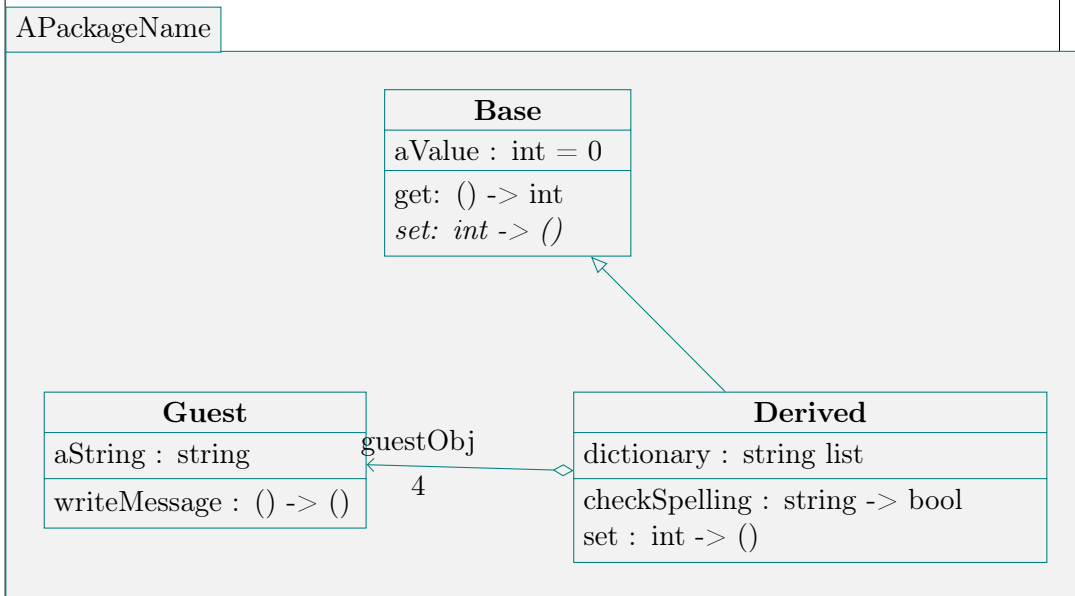 APackageName
Base
aValue : int = 0
get: () -> int
set: int -> ()
Guest
aString : string
writeMessage : () -> ()
guestObj
4
Derived
dictionary : string list
checkSpelling : string -> bool
set : int -> ()